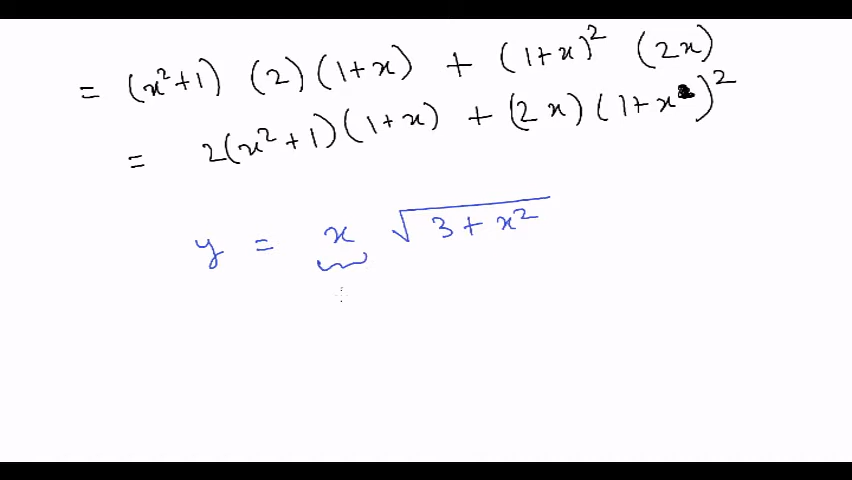 = (x²+1) (2) (1+x) + (1+x)² (2x)
= 2(x²+1)(1+x) + (2x)(1+x)²
y = x √(3 + x²)